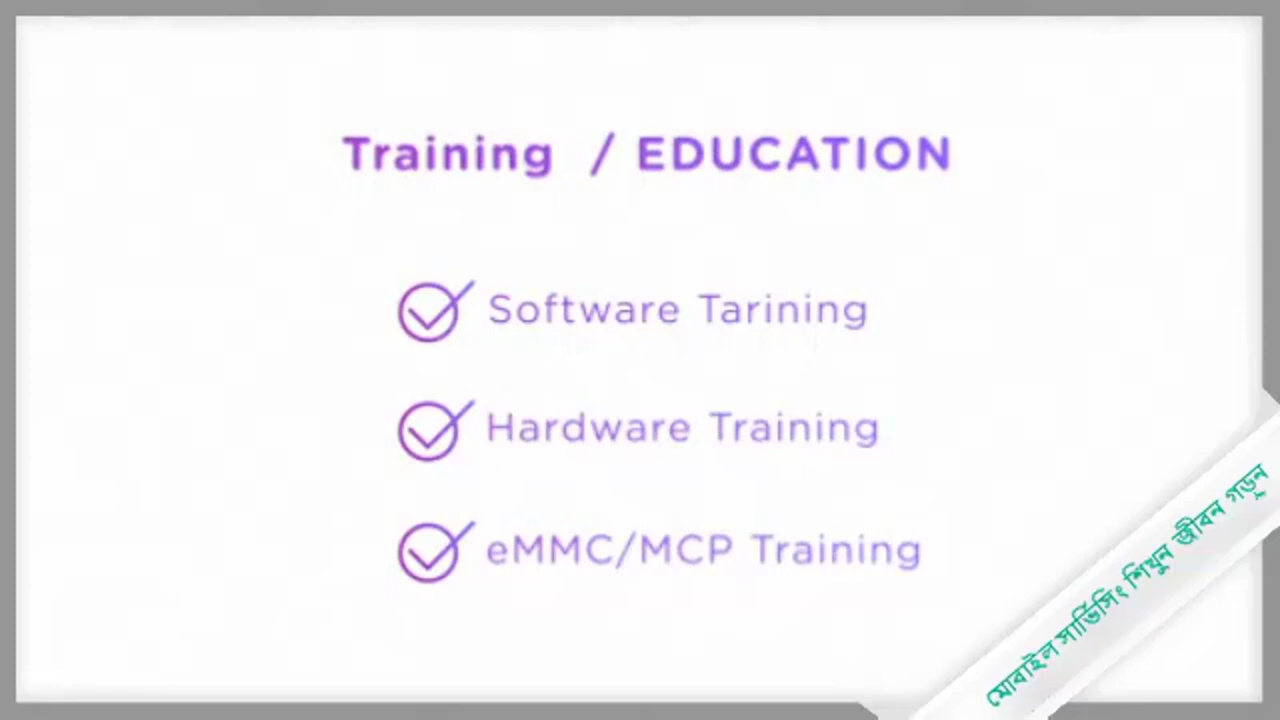 Training / EDUCATION
Software Tarining
Hardware Training
eMMC/MCP Training
মোবাইল সার্ভিসিং শিখুন জীবন গড়ুন